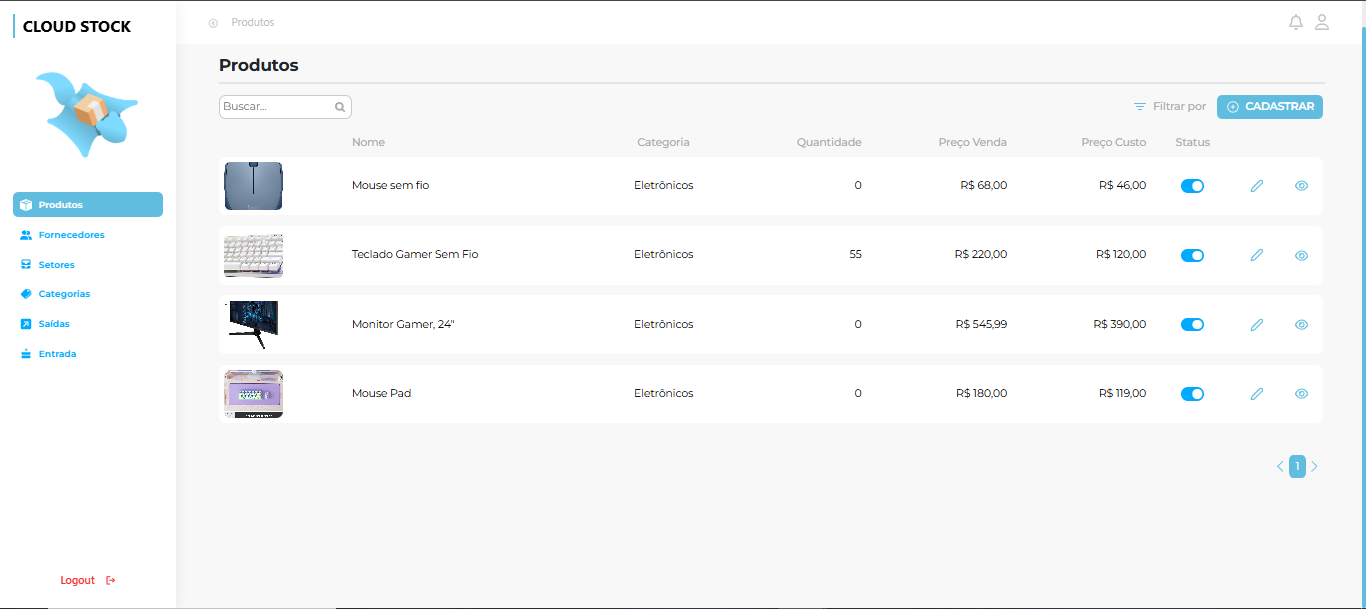 CLOUD STOCK
Produtos
Produtos
Fornecedores
Setores
Categorias
Saídas
Entrada
Logout
Produtos
Buscar...
Filtrar por
CADASTRAR
Nome Categoria Quantidade Preço Venda Preço Custo Status
Mouse sem fio Eletrônicos 0 R$ 68,00 R$ 46,00
Teclado Gamer Sem Fio Eletrônicos 55 R$ 220,00 R$ 120,00
Monitor Gamer, 24" Eletrônicos 0 R$ 545,99 R$ 390,00
Mouse Pad Eletrônicos 0 R$ 180,00 R$ 119,00
1